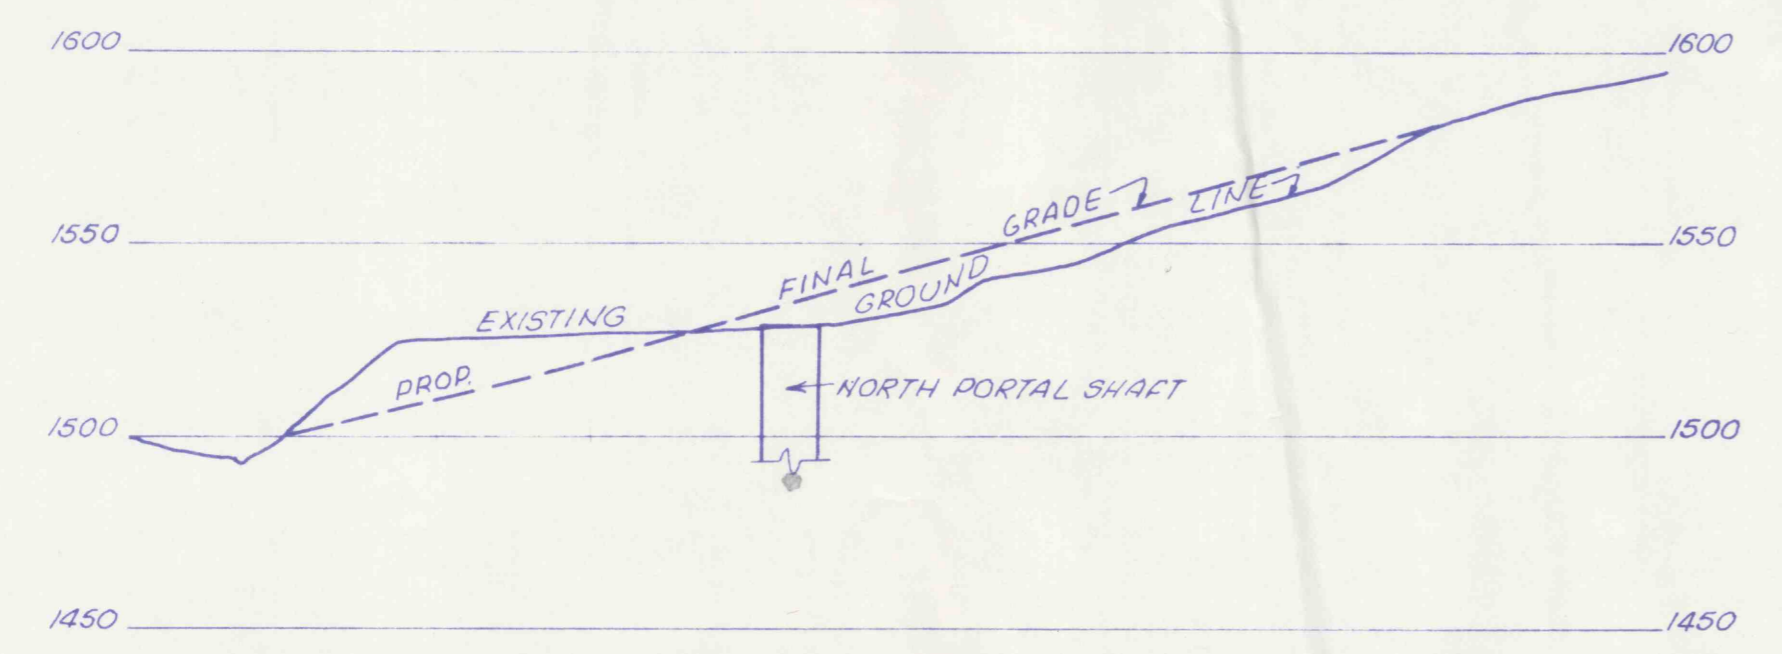 1600 1600
1550 1550
PROP. FINAL GRADE
EXISTING GROUND LINE
NORTH PORTAL SHAFT
1500 1500
1450 1450